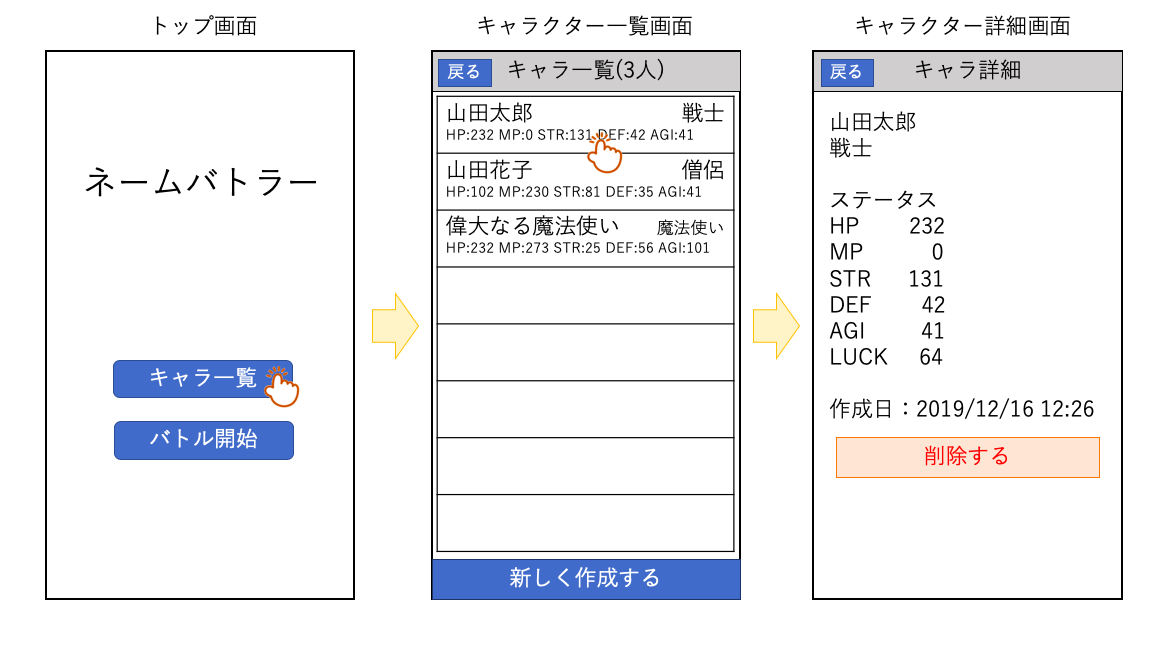 トップ画面
ネームバトラー
キャラ一覧
バトル開始
キャラクター一覧画面
戻る キャラ一覧(3人)
山田太郎 戦士
HP:232 MP:0 STR:131 DEF:42 AGI:41
山田花子 僧侶
HP:102 MP:230 STR:81 DEF:35 AGI:41
偉大なる魔法使い 魔法使い
HP:232 MP:273 STR:25 DEF:56 AGI:101
新しく作成する
キャラクター詳細画面
戻る キャラ詳細
山田太郎
戦士
ステータス
HP 232
MP 0
STR 131
DEF 42
AGI 41
LUCK 64
作成日：2019/12/16 12:26
削除する